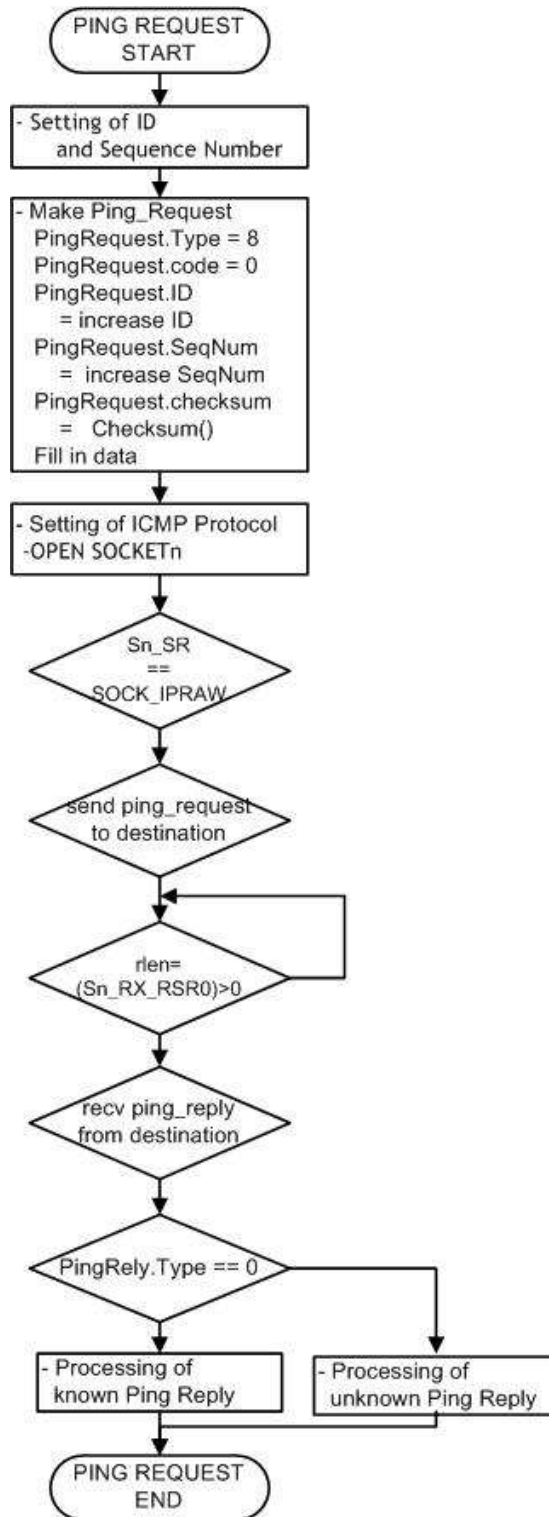 PING REQUEST
START
- Setting of ID
and Sequence Number
- Make Ping_Request
PingRequest.Type = 8
PingRequest.code = 0
PingRequest.ID
= increase ID
PingRequest.SeqNum
= increase SeqNum
PingRequest.checksum
= Checksum()
Fill in data
- Setting of ICMP Protocol
-OPEN SOCKETn
Sn_SR
==
SOCK_IPRAW
send ping_request
to destination
rlen=
(Sn_RX_RSR0)>0
recv ping_reply
from destination
PingRely.Type == 0
- Processing of
known Ping Reply
- Processing of
unknown Ping Reply
PING REQUEST
END